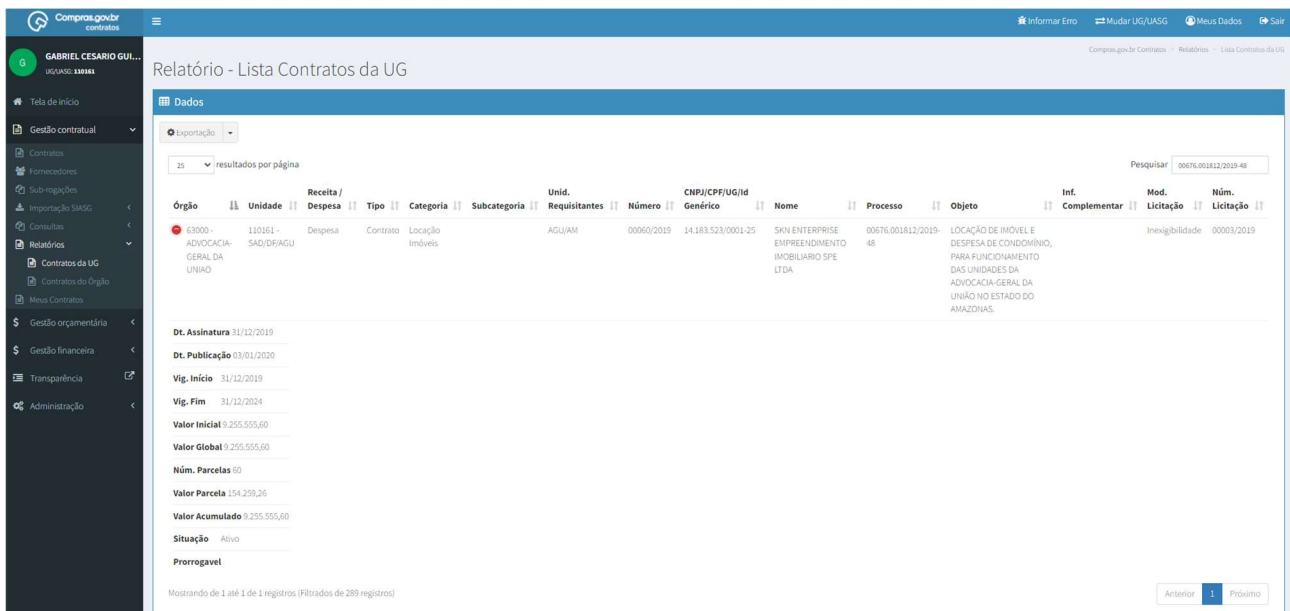 Compras.gov.br
contratos
Informar Erro Mudar UG/UASG Meus Dados Sair
G
GABRIEL CESARIO GUI...
UG/UASG: 110161
Compras.gov.br Contratos > Relatórios > Lista Contratos da UG
Relatório - Lista Contratos da UG
Tela de início
Gestão contratual
Contratos
Fornecedores
Sub-rogações
Importação SIASG
Consultas
Relatórios
Contratos da UG
Contratos do Órgão
Meus Contratos
$ Gestão orçamentária
$ Gestão financeira
Transparência
Administração
Dados
Exportação
25 resultados por página
Pesquisar 00676.001812/2019-48
Órgão Unidade Receita / Despesa Tipo Categoria Subcategoria Unid. Requisitantes Número CNPJ/CPF/UG/Id Genérico Nome Processo Objeto Inf. Complementar Mod. Licitação Núm. Licitação
63000 - ADVOCACIA-GERAL DA UNIAO
110161 - SAD/DF/AGU
Despesa
Contrato
Locação Imóveis
AGU/AM
00060/2019
14.183.523/0001-25
SKN ENTERPRISE EMPREENDIMENTO IMOBILIARIO SPE LTDA
00676.001812/2019-48
LOCAÇÃO DE IMÓVEL E DESPESA DE CONDOMÍNIO, PARA FUNCIONAMENTO DAS UNIDADES DA ADVOCACIA-GERAL DA UNIÃO NO ESTADO DO AMAZONAS.
Inexigibilidade
00003/2019
Dt. Assinatura 31/12/2019
Dt. Publicação 03/01/2020
Vig. Início 31/12/2019
Vig. Fim 31/12/2024
Valor Inicial 9.255.555,60
Valor Global 9.255.555,60
Núm. Parcelas 60
Valor Parcela 154.259,26
Valor Acumulado 9.255.555,60
Situação Ativo
Prorrogavel
Mostrando de 1 até 1 de 1 registros (Filtrados de 289 registros)
Anterior 1 Próximo